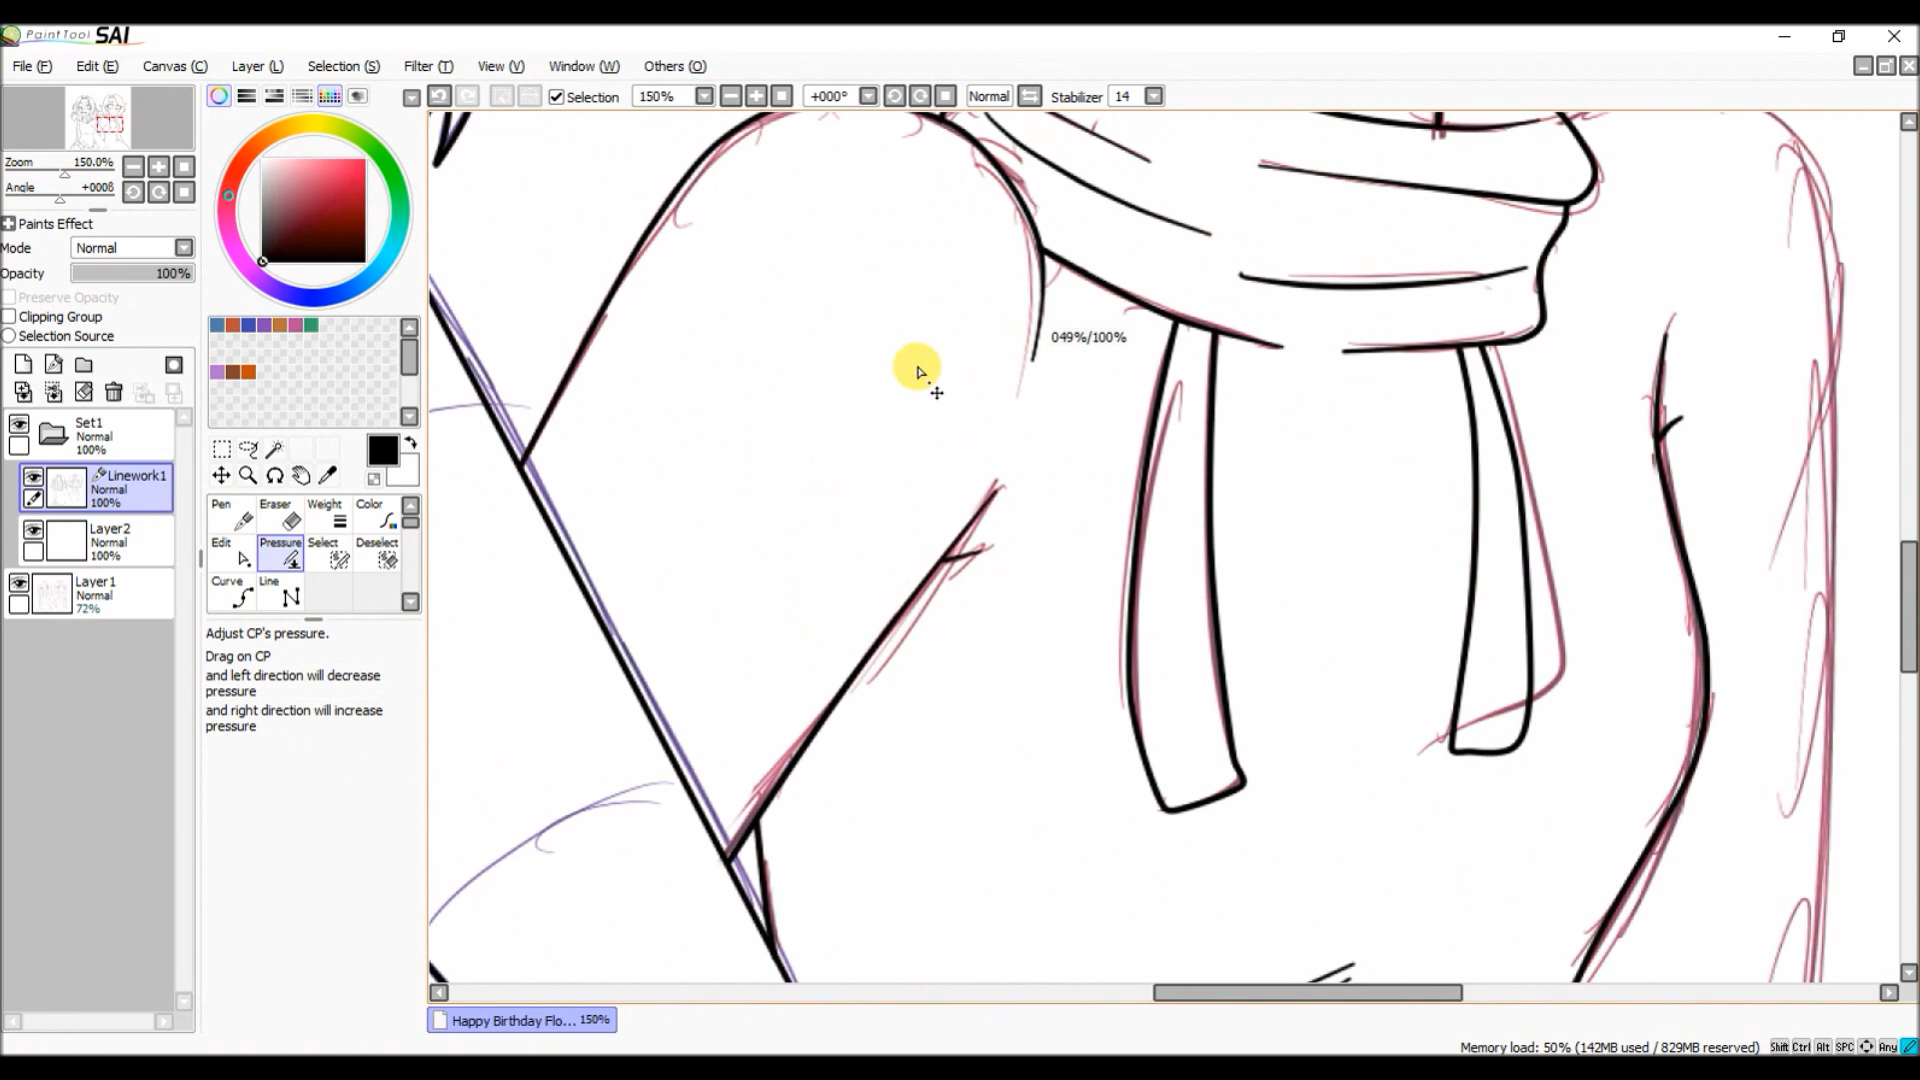 PaintTool SAI
File (F) Edit (E) Canvas (C) Layer (L) Selection (S) Filter (T) View (V) Window (W) Others (O)
Selection 150% +000° Normal Stabilizer 14
Zoom 150.0%
Angle +000ß
Paints Effect
Mode Normal
Opacity 100%
Preserve Opacity
Clipping Group
Selection Source
Set1
Normal
100%
Linework1
Normal
100%
Layer2
Normal
100%
Layer1
Normal
72%
Pen Eraser Weight Color
Edit Pressure Select Deselect
Curve Line
Adjust CP's pressure.
Drag on CP
and left direction will decrease
pressure
and right direction will increase
pressure
049%/100%
Happy Birthday Flo... 150%
Memory load: 50% (142MB used / 829MB reserved) Shift Ctrl Alt SPC Any